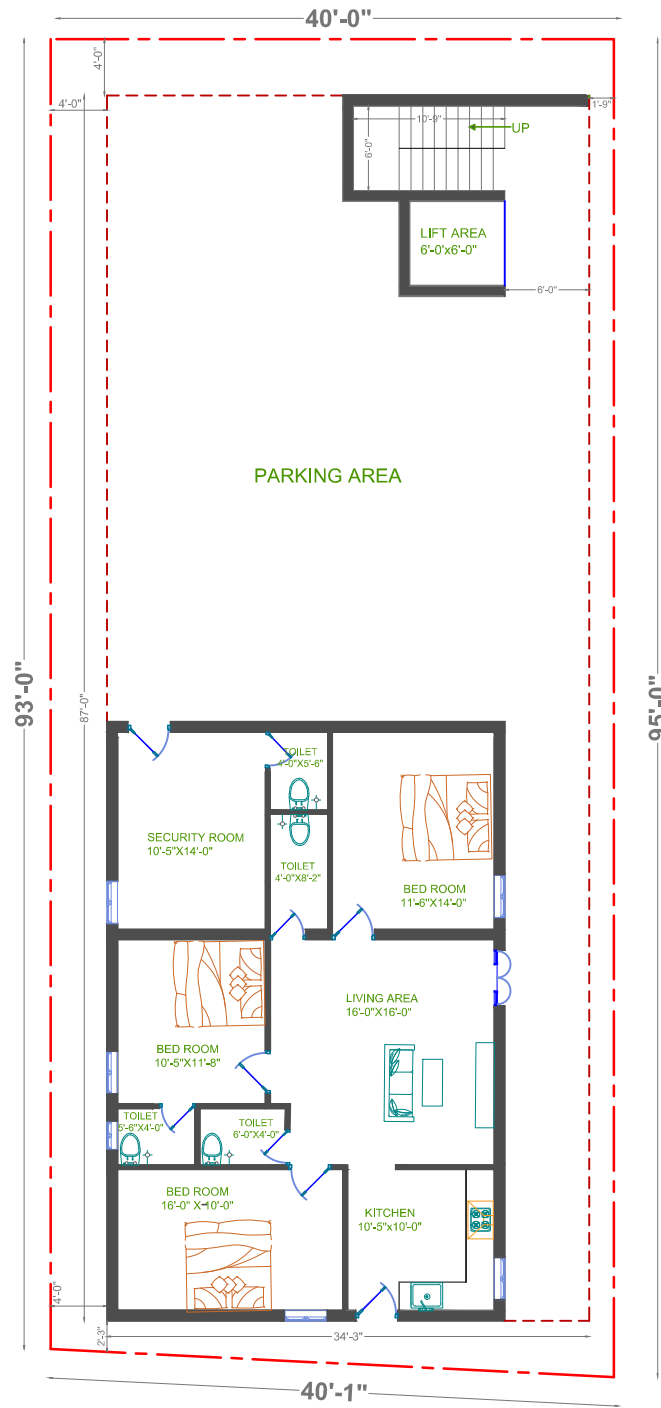 40'-0"
4'-0"
4'-0"
1'-9"
10'-9"
UP
6'-0"
LIFT AREA
6'-0'x6'-0"
6'-0"
PARKING AREA
93'-0"
87'-0"
95'-0"
TOILET
4'-0"X5'-6"
SECURITY ROOM
10'-5"X14'-0"
TOILET
4'-0"X8'-2"
BED ROOM
11'-6"X14'-0"
LIVING AREA
16'-0"X16'-0"
BED ROOM
10'-5"X11'-8"
TOILET
5'-6"X4'-0"
TOILET
6'-0"X4'-0"
BED ROOM
16'-0" X 10'-0"
KITCHEN
10'-5"x10'-0"
4'-0"
2'-3"
34'-3"
40'-1"